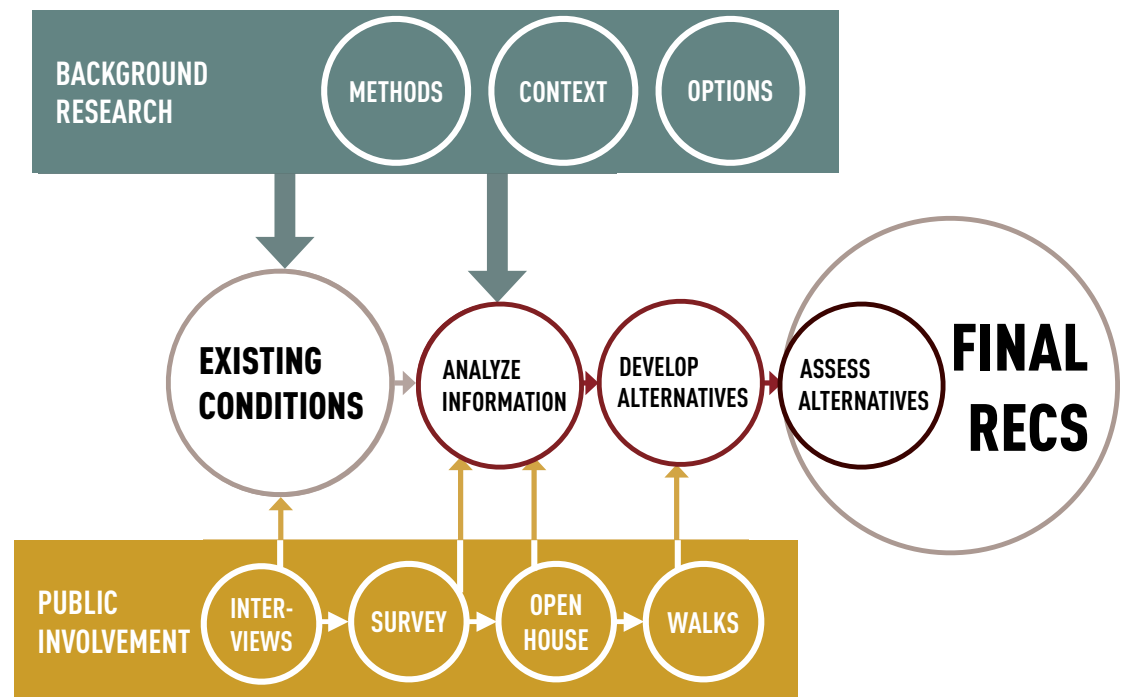 BACKGROUND
RESEARCH
METHODS
CONTEXT
OPTIONS
EXISTING
CONDITIONS
ANALYZE
INFORMATION
DEVELOP
ALTERNATIVES
ASSESS
ALTERNATIVES
FINAL
RECS
PUBLIC
INVOLVEMENT
INTER-
VIEWS
SURVEY
OPEN
HOUSE
WALKS